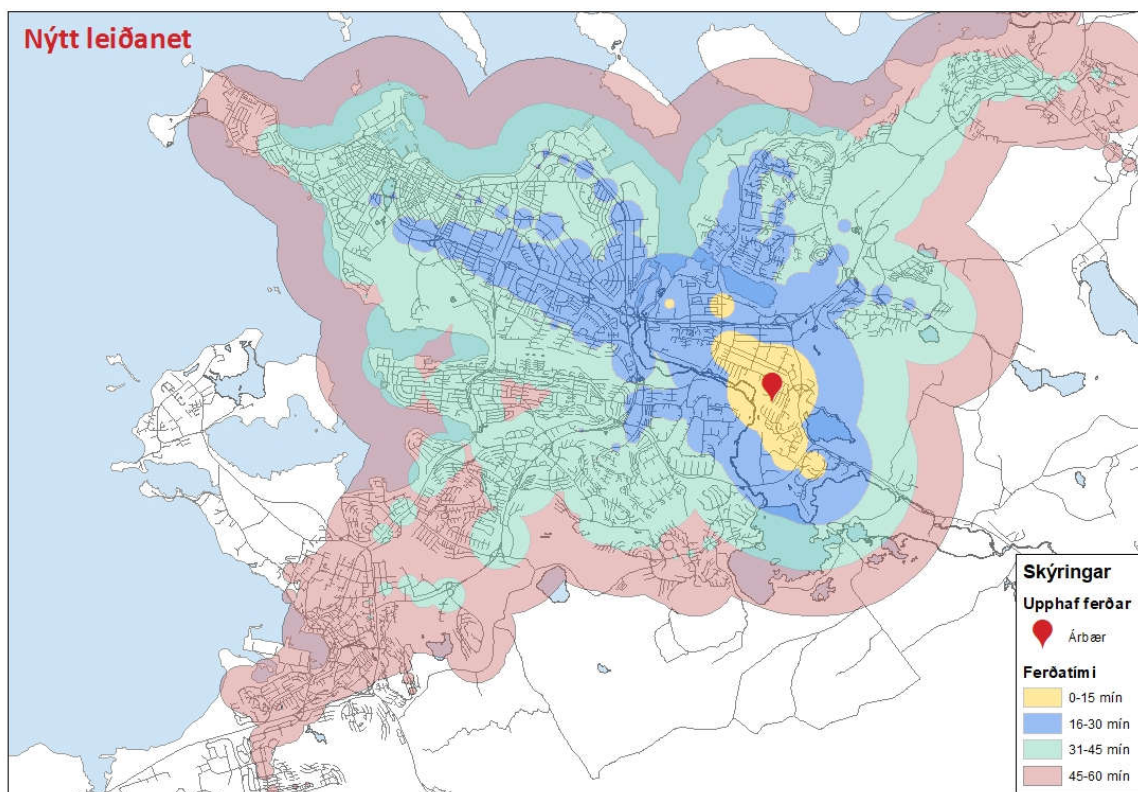 Nýtt leiðanet
Skýringar
Upphaf ferðar
Árbær
Ferðatími
0-15 mín
16-30 mín
31-45 mín
45-60 mín